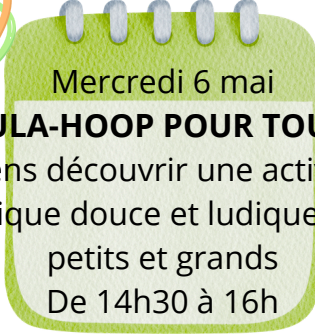 Mercredi 6 mai
ULA-HOOP POUR TOU
ens découvrir une acti
ique douce et ludique
petits et grands
De 14h30 à 16h